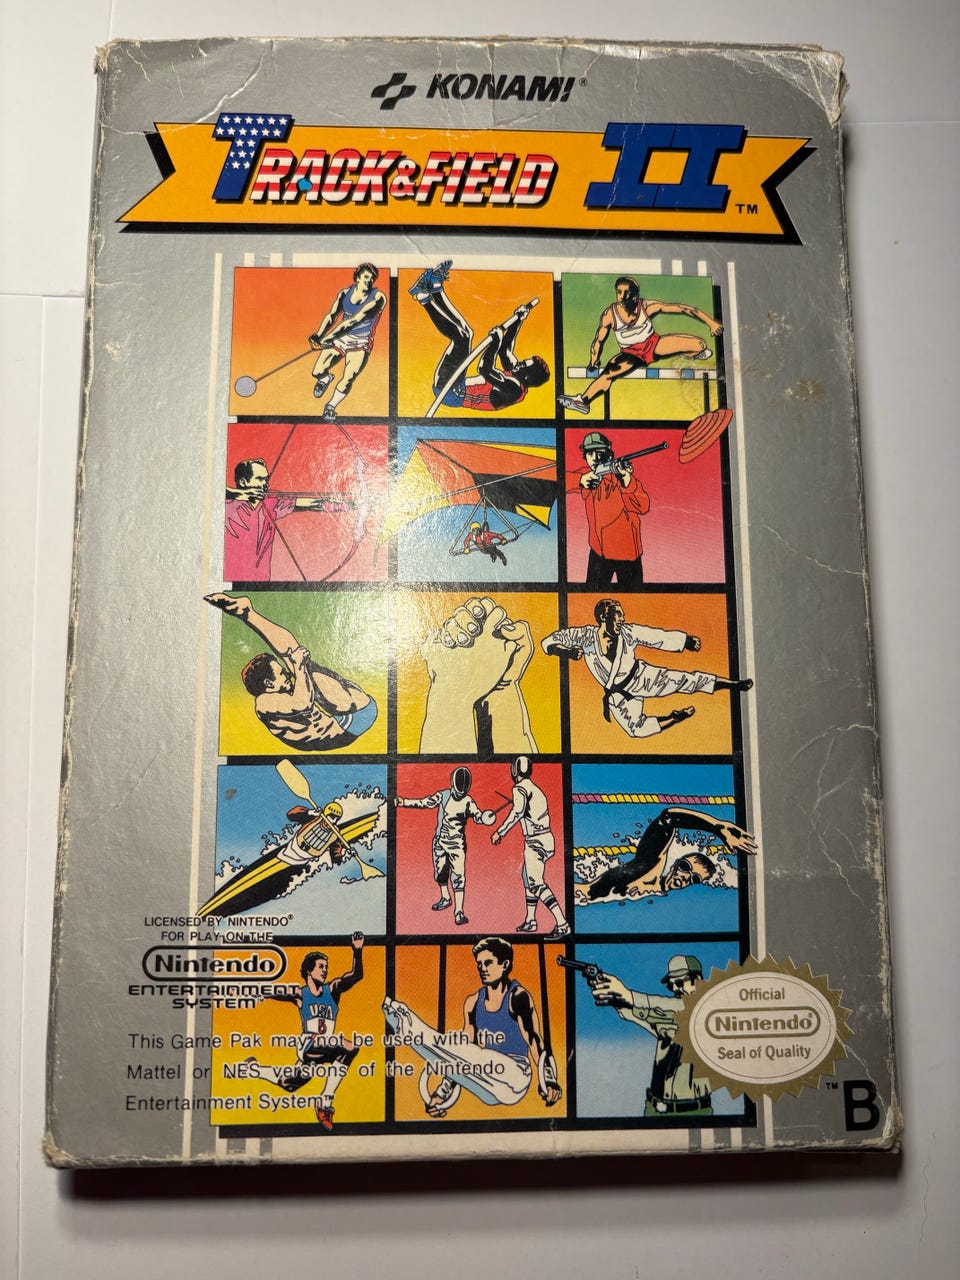 KONAMI®
TRACK & FIELD II™
USA
LICENSED BY NINTENDO®
FOR PLAY ON THE
Nintendo
ENTERTAINMENT
SYSTEM™
This Game Pak may not be used with the
Mattel or NES versions of the Nintendo
Entertainment System™
Official
Nintendo®
Seal of Quality
™ B